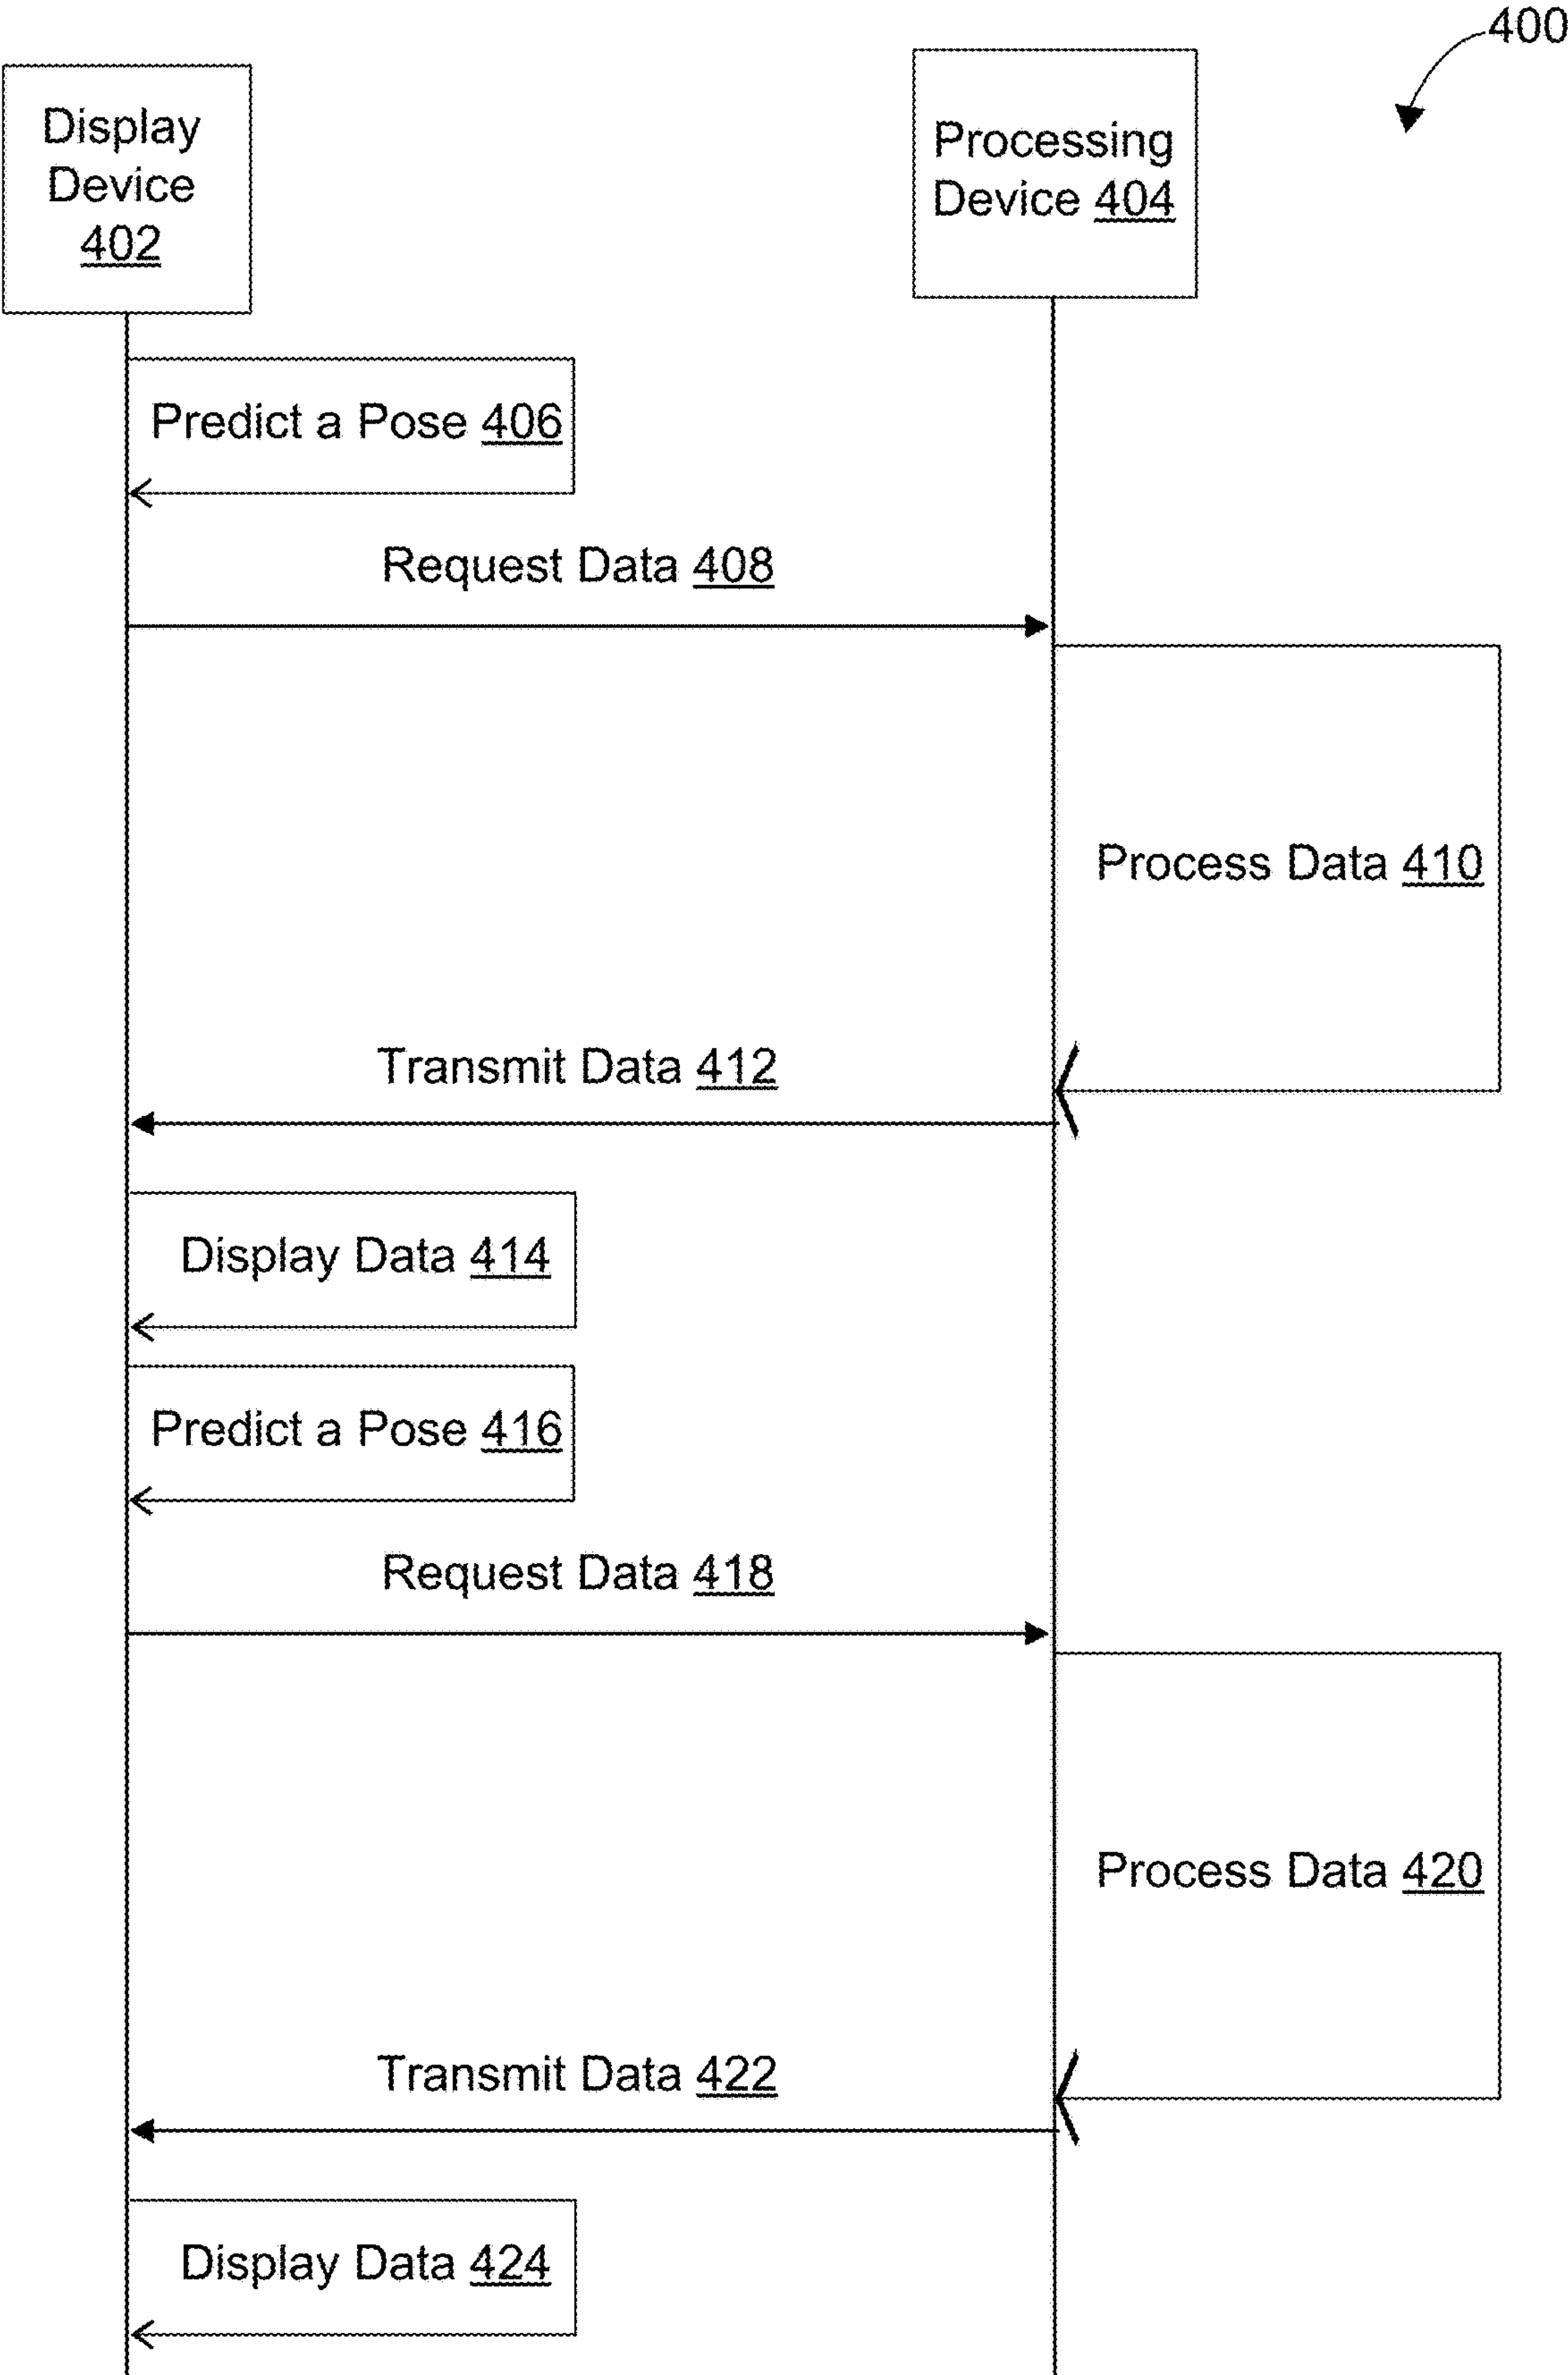 400
Display
Device
402
Processing
Device 404
Predict a Pose 406
Request Data 408
Process Data 410
Transmit Data 412
Display Data 414
Predict a Pose 416
Request Data 418
Process Data 420
Transmit Data 422
Display Data 424